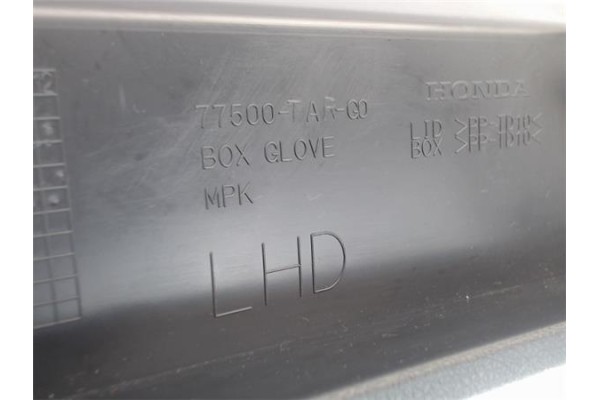 77500-TAR-G0
BOX GLOVE
MPK
LHD
HONDA
LID >PP-TD10<
BOX >PP-TD10<